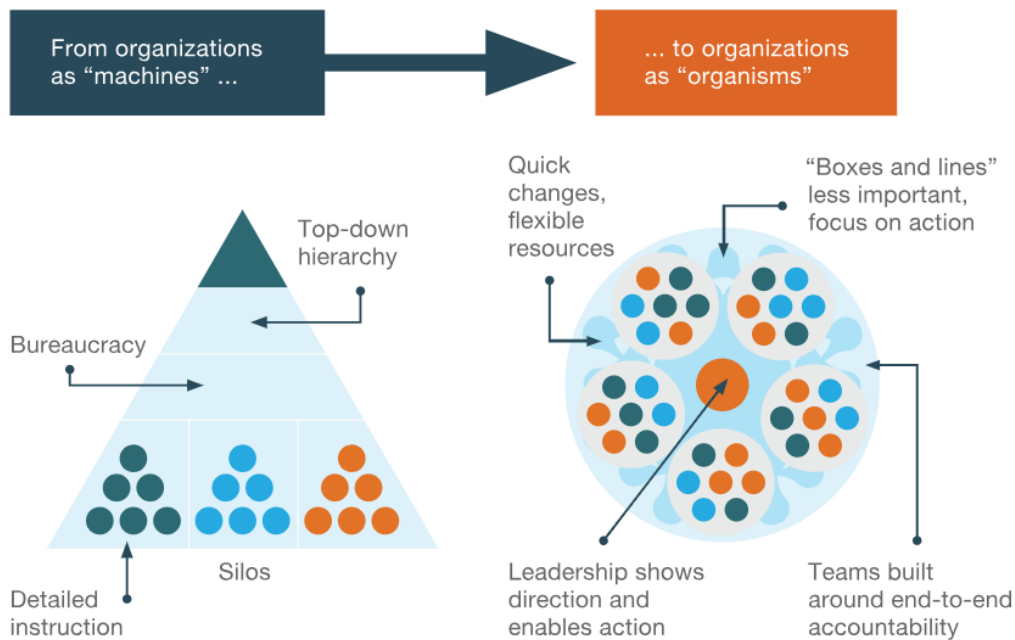 From organizations
as “machines” ...
... to organizations
as “organisms”
Top-down
hierarchy
Bureaucracy
Silos
Detailed
instruction
Quick
changes,
flexible
resources
“Boxes and lines”
less important,
focus on action
Leadership shows
direction and
enables action
Teams built
around end-to-end
accountability